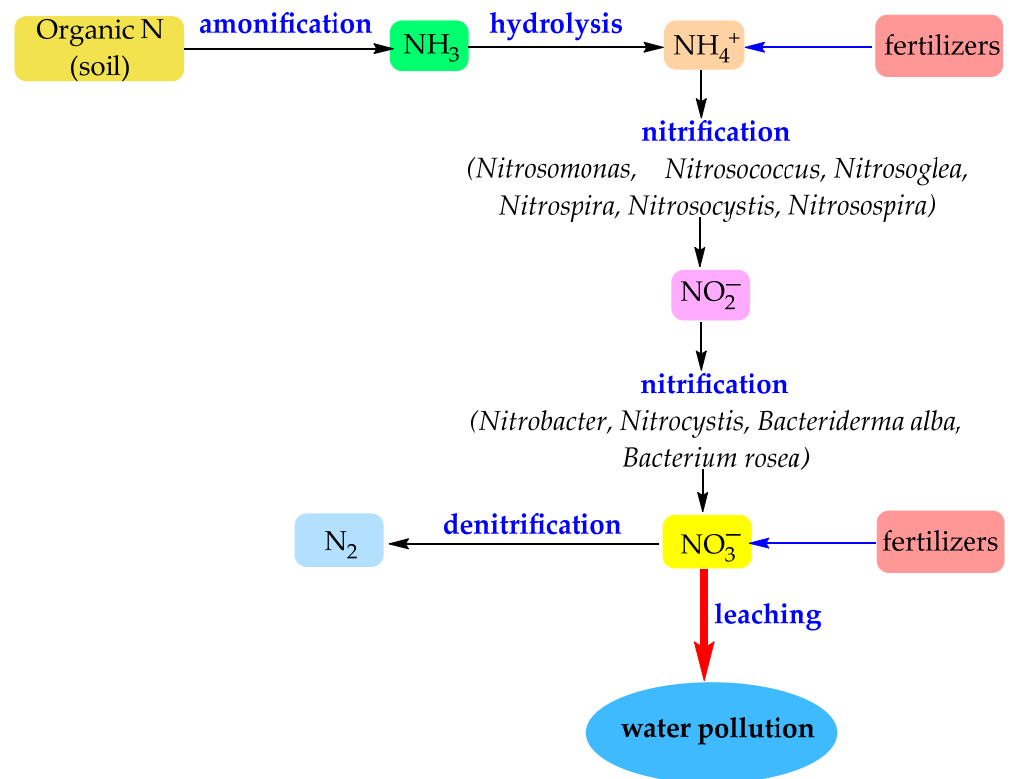 Organic N
(soil)
amonification
NH₃
hydrolysis
NH₄⁺
fertilizers
nitrification
(Nitrosomonas, Nitrosococcus, Nitrosoglea,
Nitrospira, Nitrosocystis, Nitrosospira)
NO₂⁻
nitrification
(Nitrobacter, Nitrocystis, Bacteriderma alba,
Bacterium rosea)
N₂
denitrification
NO₃⁻
fertilizers
leaching
water pollution